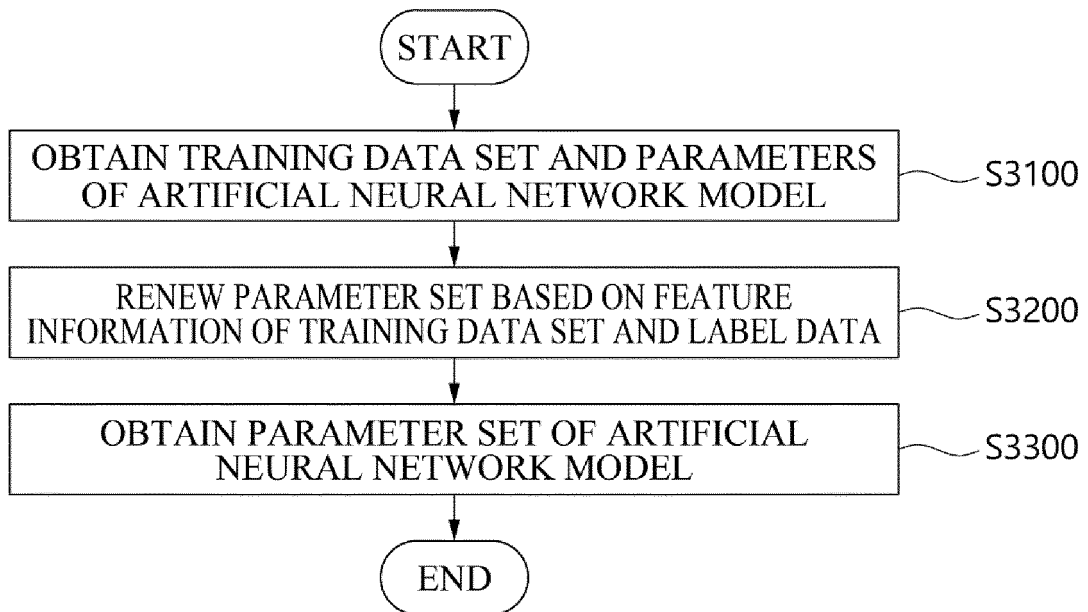 START
OBTAIN TRAINING DATA SET AND PARAMETERS
OF ARTIFICIAL NEURAL NETWORK MODEL
S3100
RENEW PARAMETER SET BASED ON FEATURE
INFORMATION OF TRAINING DATA SET AND LABEL DATA
S3200
OBTAIN PARAMETER SET OF ARTIFICIAL
NEURAL NETWORK MODEL
S3300
END